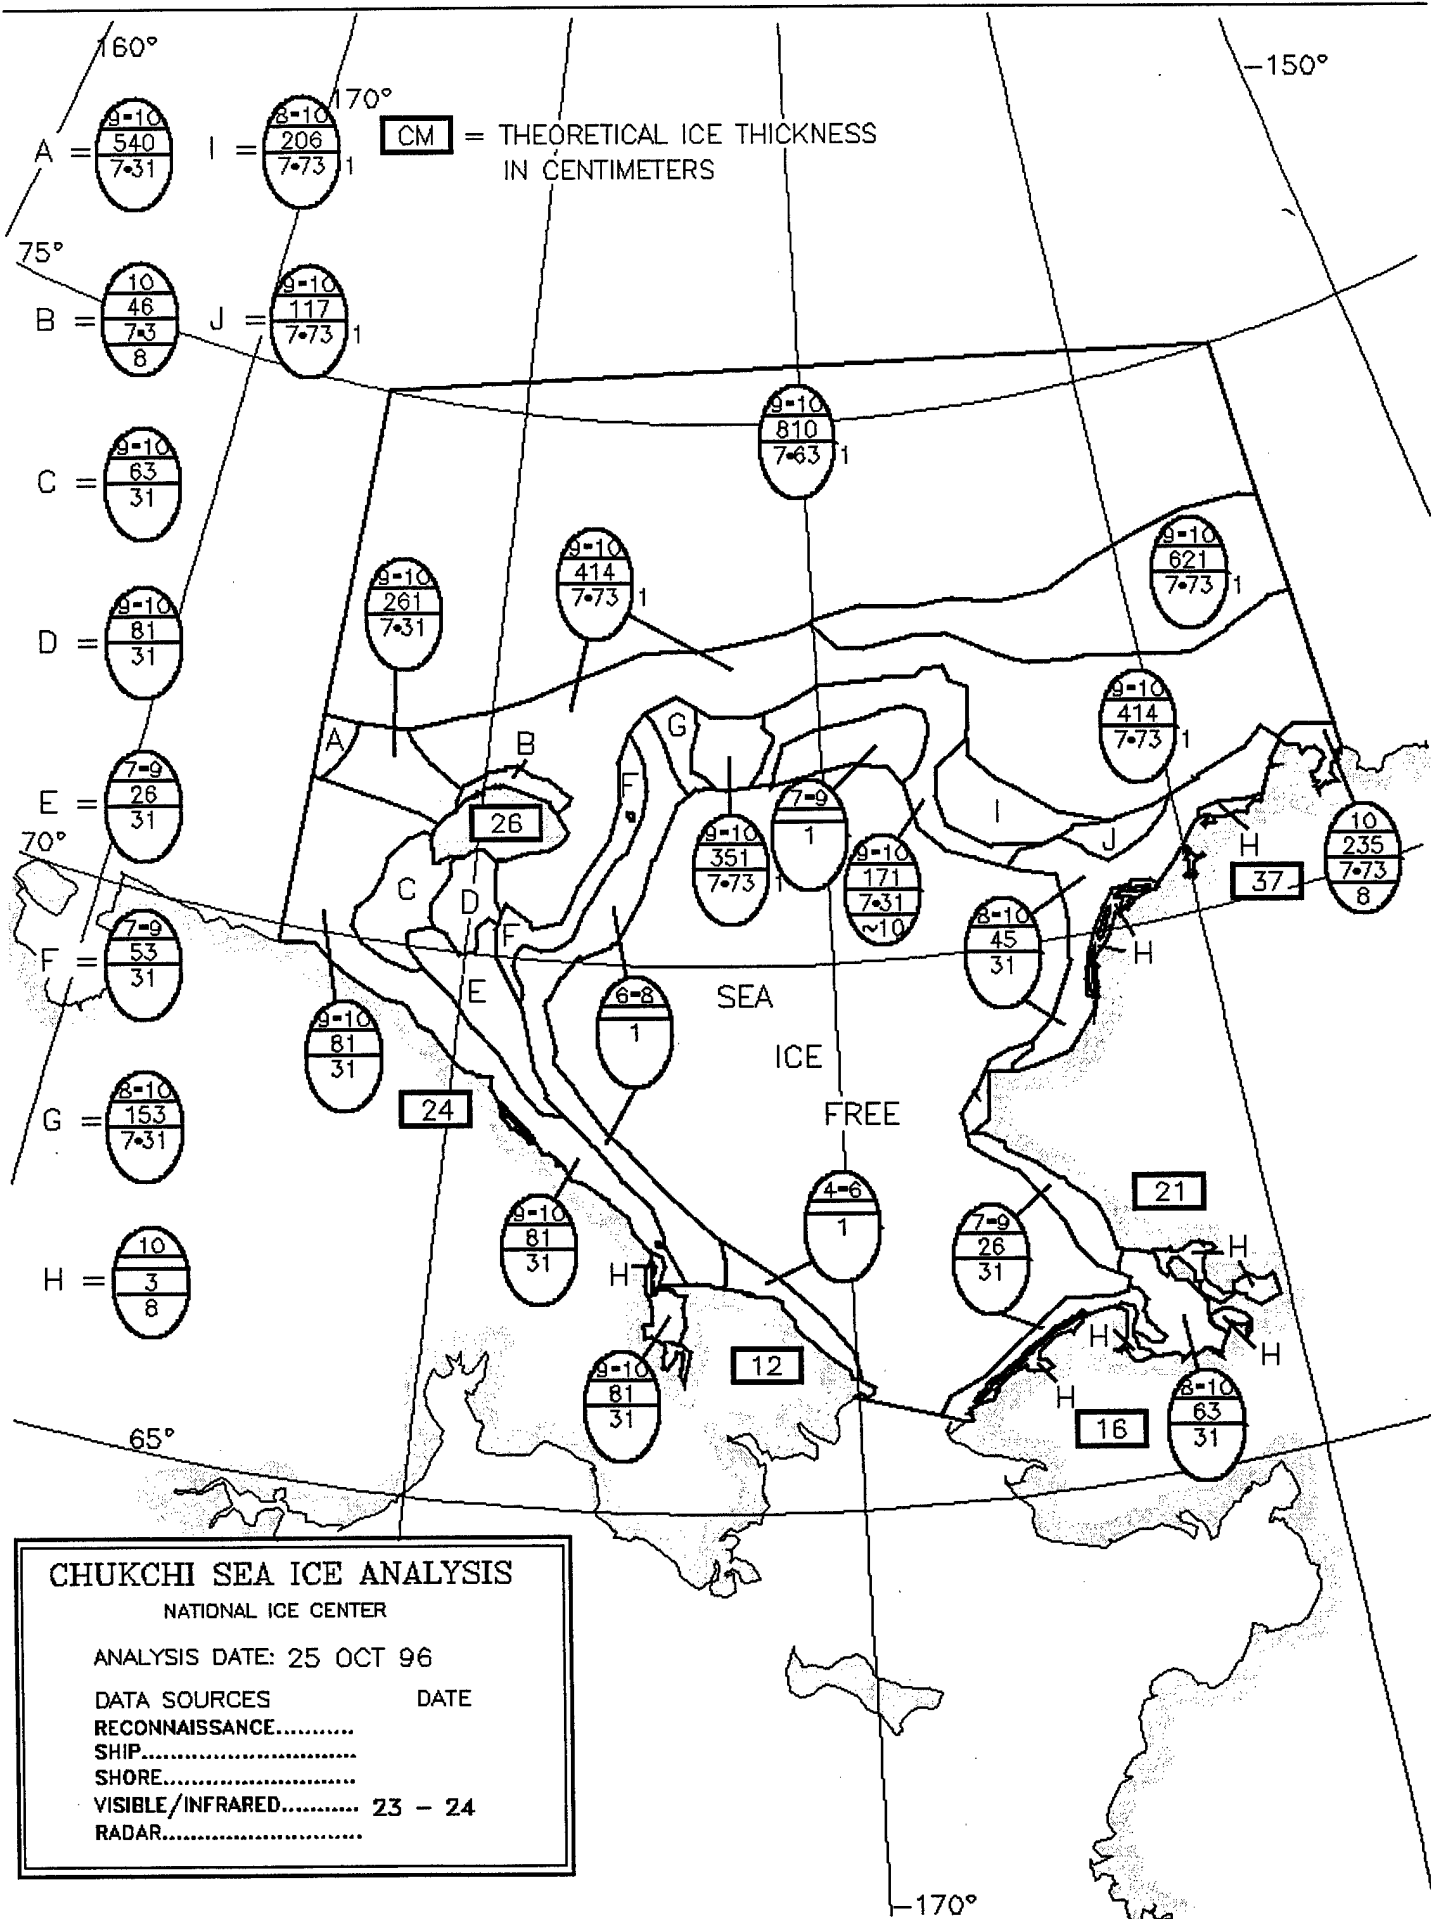 160°
170°
-150°
A =
9-10
540
7•31
I =
8-10
206
7•73
1
CM = THEORETICAL ICE THICKNESS
IN CENTIMETERS
75°
B =
10
46
7•3
8
J =
9-10
117
7•73
1
C =
9-10
63
31
D =
9-10
81
31
E =
7-9
26
31
70°
F =
7-9
53
31
G =
8-10
153
7•31
H =
10
3
8
9-10
810
7•63
1
9-10
414
7•73
1
9-10
261
7•31
9-10
621
7•73
1
9-10
414
7•73
1
A
B
G
F
26
I
J
H
37
10
235
7•73
8
7-9
1
9-10
351
7•73
1
9-10
171
7•31
~10
C
D
F
E
8-10
45
31
H
SEA
ICE
FREE
6-8
1
9-10
81
31
24
4-6
1
21
9-10
81
31
7-9
26
31
H
H
H
H
H
12
9-10
81
31
16
8-10
63
31
65°
CHUKCHI SEA ICE ANALYSIS
NATIONAL ICE CENTER
ANALYSIS DATE: 25 OCT 96
DATA SOURCES DATE
RECONNAISSANCE..........
SHIP...........................
SHORE........................
VISIBLE/INFRARED.......... 23 - 24
RADAR.........................
-170°